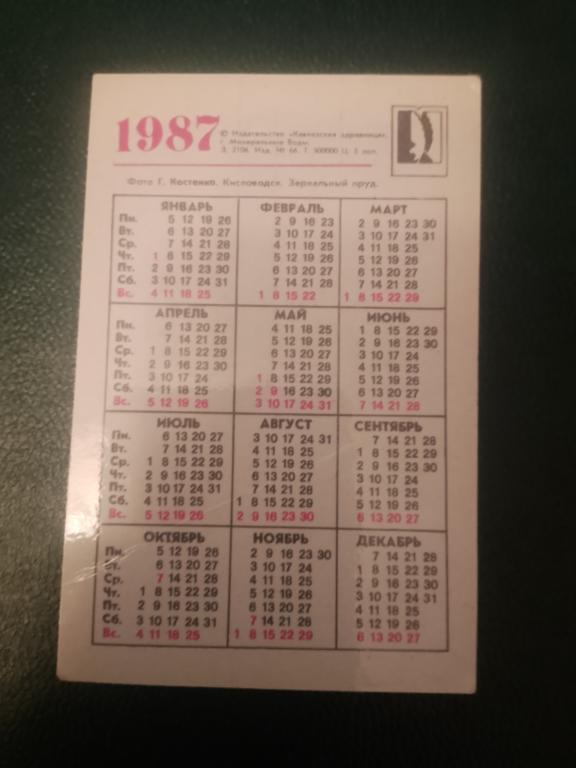 1987
© Издательство «Кавказская здравница»,
г. Минеральные Воды.
З. 2106. Изд. № 66. Т. 500000 Ц. 5 коп.
Фото Г. Костенко. Кисловодск. Зеркальный пруд.
ЯНВАРЬ ФЕВРАЛЬ МАРТ
Пн. 5 12 19 26 2 9 16 23 2 9 16 23 30
Вт. 6 13 20 27 3 10 17 24 3 10 17 24 31
Ср. 7 14 21 28 4 11 18 25 4 11 18 25
Чт. 1 8 15 22 29 5 12 19 26 5 12 19 26
Пт. 2 9 16 23 30 6 13 20 27 6 13 20 27
Сб. 3 10 17 24 31 7 14 21 28 7 14 21 28
Вс. 4 11 18 25 1 8 15 22 1 8 15 22 29
АПРЕЛЬ МАЙ ИЮНЬ
Пн. 6 13 20 27 4 11 18 25 1 8 15 22 29
Вт. 7 14 21 28 5 12 19 26 2 9 16 23 30
Ср. 1 8 15 22 29 6 13 20 27 3 10 17 24
Чт. 2 9 16 23 30 7 14 21 28 4 11 18 25
Пт. 3 10 17 24 1 8 15 22 29 5 12 19 26
Сб. 4 11 18 25 2 9 16 23 30 6 13 20 27
Вс. 5 12 19 26 3 10 17 24 31 7 14 21 28
ИЮЛЬ АВГУСТ СЕНТЯБРЬ
Пн. 6 13 20 27 3 10 17 24 31 7 14 21 28
Вт. 7 14 21 28 4 11 18 25 1 8 15 22 29
Ср. 1 8 15 22 29 5 12 19 26 2 9 16 23 30
Чт. 2 9 16 23 30 6 13 20 27 3 10 17 24
Пт. 3 10 17 24 31 7 14 21 28 4 11 18 25
Сб. 4 11 18 25 1 8 15 22 29 5 12 19 26
Вс. 5 12 19 26 2 9 16 23 30 6 13 20 27
ОКТЯБРЬ НОЯБРЬ ДЕКАБРЬ
Пн. 5 12 19 26 2 9 16 23 30 7 14 21 28
Вт. 6 13 20 27 3 10 17 24 1 8 15 22 29
Ср. 7 14 21 28 4 11 18 25 2 9 16 23 30
Чт. 1 8 15 22 29 5 12 19 26 3 10 17 24 31
Пт. 2 9 16 23 30 6 13 20 27 4 11 18 25
Сб. 3 10 17 24 31 7 14 21 28 5 12 19 26
Вс. 4 11 18 25 1 8 15 22 29 6 13 20 27